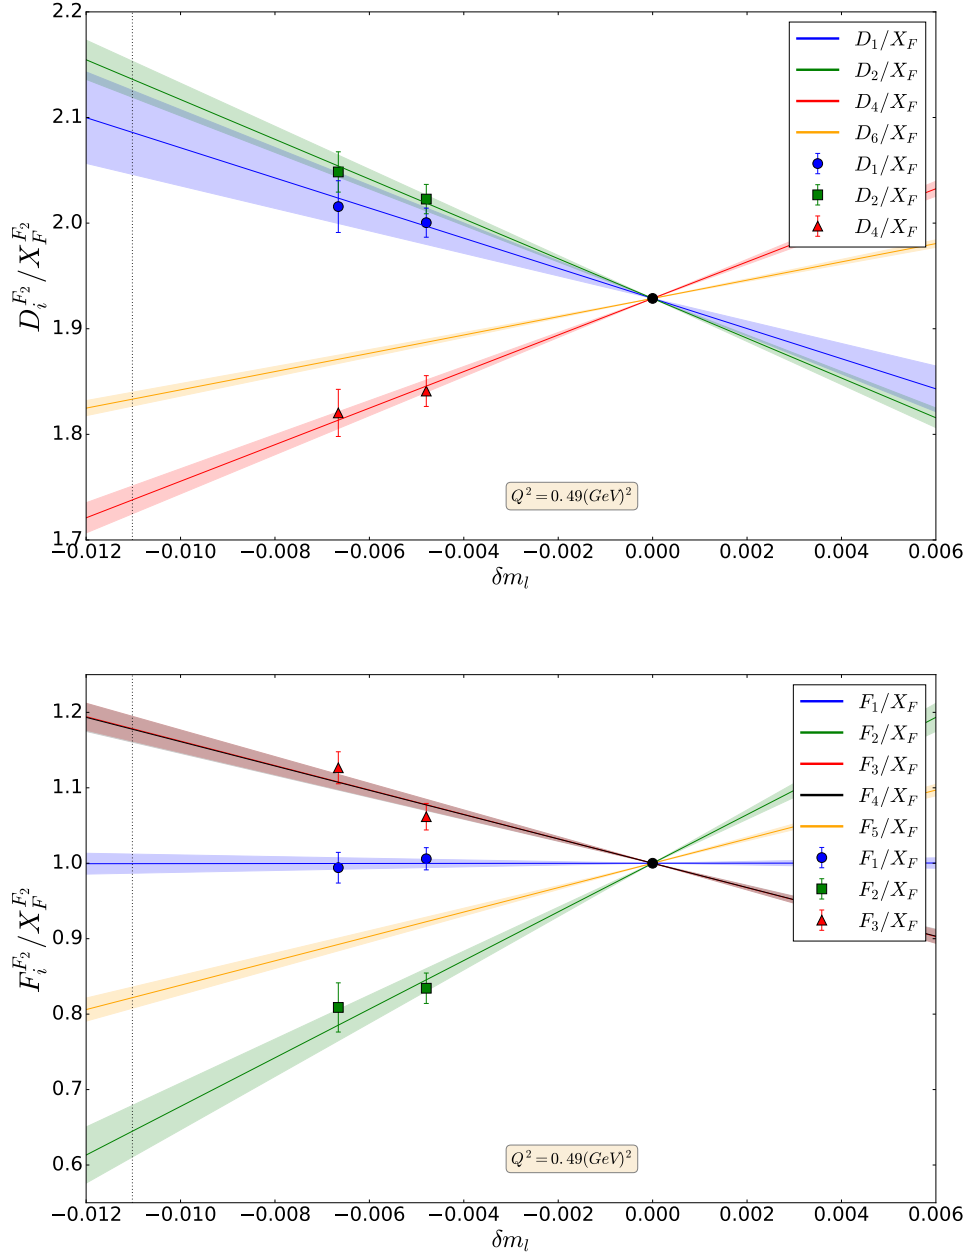 2.2
2.1
2.0
1.9
1.8
1.7
D_i^{F_2}/X_F^{F_2}
D_1/X_F
D_2/X_F
D_4/X_F
D_6/X_F
D_1/X_F
D_2/X_F
D_4/X_F
Q^2 = 0.49(GeV)^2
−0.012 −0.010 −0.008 −0.006 −0.004 −0.002 0.000 0.002 0.004 0.006
δm_l
1.2
1.1
1.0
0.9
0.8
0.7
0.6
F_i^{F_2}/X_F^{F_2}
F_1/X_F
F_2/X_F
F_3/X_F
F_4/X_F
F_5/X_F
F_1/X_F
F_2/X_F
F_3/X_F
Q^2 = 0.49(GeV)^2
−0.012 −0.010 −0.008 −0.006 −0.004 −0.002 0.000 0.002 0.004 0.006
δm_l